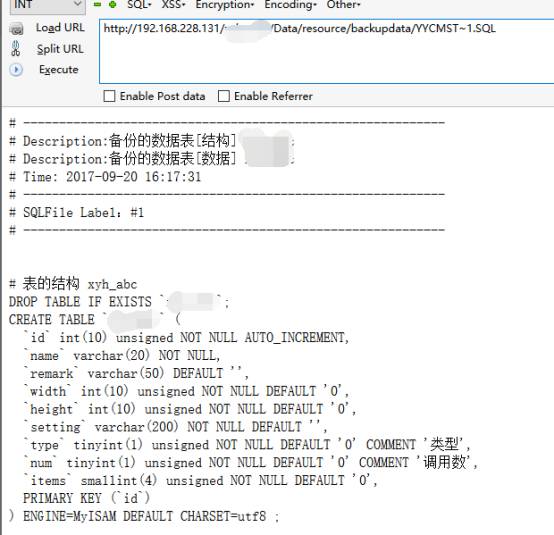 INT SQL- XSS- Encryption- Encoding- Other-
Load URL
http://192.168.228.131/ /Data/resource/backupdata/YYCMST~1.SQL
Split URL
Execute
Enable Post data Enable Referrer
# -----------------------------------------------------------
# Description:备份的数据表[结构] ;
# Description:备份的数据表[数据] ;
# Time: 2017-09-20 16:17:31
# -----------------------------------------------------------
# SQLFile Label: #1
# -----------------------------------------------------------
# 表的结构 xyh_abc
DROP TABLE IF EXISTS ` `;
CREATE TABLE ` ` (
`id` int(10) unsigned NOT NULL AUTO_INCREMENT,
`name` varchar(20) NOT NULL,
`remark` varchar(50) DEFAULT '',
`width` int(10) unsigned NOT NULL DEFAULT '0',
`height` int(10) unsigned NOT NULL DEFAULT '0',
`setting` varchar(200) NOT NULL DEFAULT '',
`type` tinyint(1) unsigned NOT NULL DEFAULT '0' COMMENT '类型',
`num` tinyint(1) unsigned NOT NULL DEFAULT '0' COMMENT '调用数',
`items` smallint(4) unsigned NOT NULL DEFAULT '0',
PRIMARY KEY (`id`)
) ENGINE=MyISAM DEFAULT CHARSET=utf8 ;